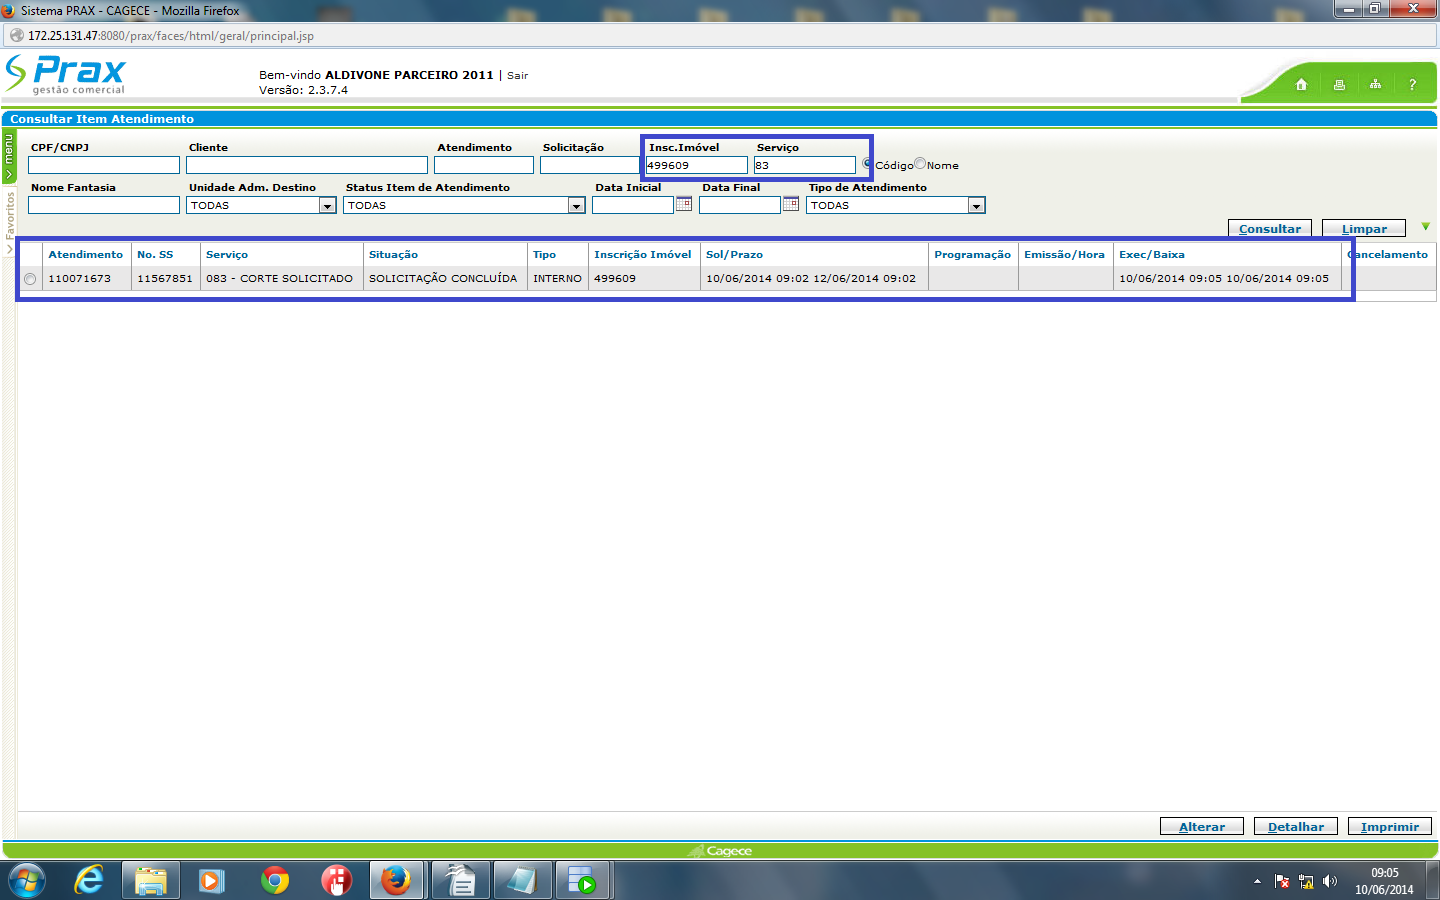 Sistema PRAX - CAGECE - Mozilla Firefox
172.25.131.47:8080/prax/faces/html/geral/principal.jsp
Prax
gestão comercial
Bem-vindo ALDIVONE PARCEIRO 2011 | Sair
Versão: 2.3.7.4
?
Consultar Item Atendimento
menu
Favoritos
CPF/CNPJ Cliente Atendimento Solicitação Insc.Imóvel Serviço
499609 83 Código Nome
Nome Fantasia Unidade Adm. Destino Status Item de Atendimento Data Inicial Data Final Tipo de Atendimento
TODAS TODAS TODAS
Consultar Limpar
Atendimento No. SS Serviço Situação Tipo Inscrição Imóvel Sol/Prazo Programação Emissão/Hora Exec/Baixa Cancelamento
110071673 11567851 083 - CORTE SOLICITADO SOLICITAÇÃO CONCLUÍDA INTERNO 499609 10/06/2014 09:02 12/06/2014 09:02 10/06/2014 09:05 10/06/2014 09:05
Alterar Detalhar Imprimir
Cagece
09:05
10/06/2014